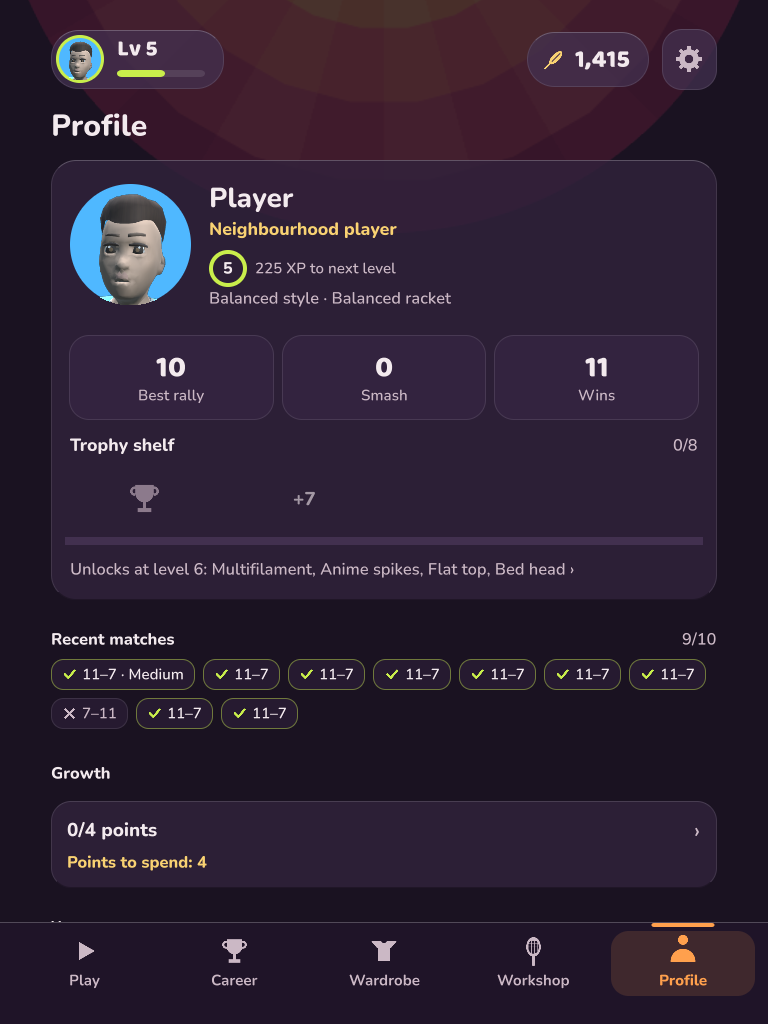 Lv 5
1,415
Profile
Player
Neighbourhood player
5 225 XP to next level
Balanced style · Balanced racket
10 0 11
Best rally Smash Wins
Trophy shelf 0/8
+7
Unlocks at level 6: Multifilament, Anime spikes, Flat top, Bed head ›
Recent matches 9/10
11–7 · Medium 11–7 11–7 11–7 11–7 11–7 11–7
7–11 11–7 11–7
Growth
0/4 points ›
Points to spend: 4
Play Career Wardrobe Workshop Profile